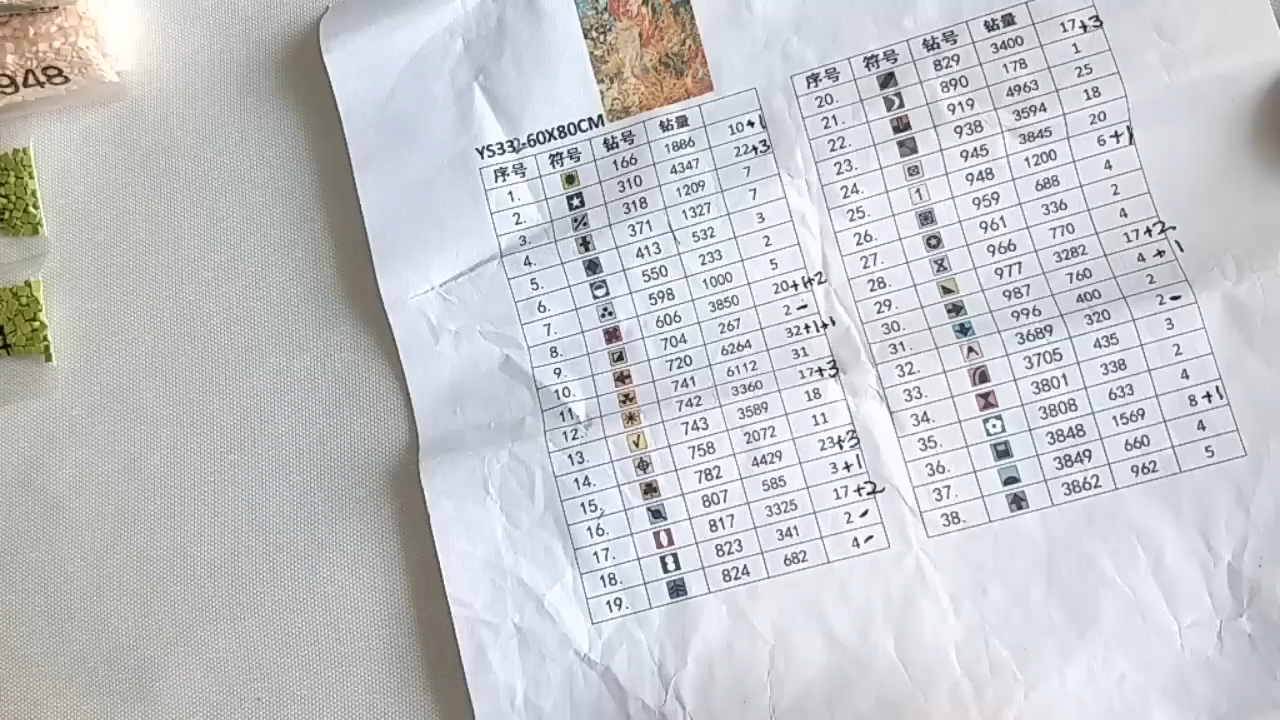 948
YS332-60X80CM
序号 符号 钻号 钻量
1. 166 1886 10+1
2. 310 4347 22+3
3. 318 1209 7
4. 371 1327 7
5. 413 532 3
6. 550 233 2
7. 598 1000 5
8. 606 3850 20+1+2
9. 704 267 2-
10. 720 6264 32+1+1
11. 741 6112 31
12. 742 3360 17+3
13. 743 3589 18
14. 758 2072 11
15. 782 4429 23+3
16. 807 585 3+1
17. 817 3325 17+2
18. 823 341 2-
19. 824 682 4-
序号 符号 钻号 钻量
20. 829 3400 17+3
21. 890 178 1
22. 919 4963 25
23. 938 3594 18
24. 945 3845 20
25. 1 948 1200 6+1
26. 959 688 4
27. 961 336 2
28. 966 770 4
29. 977 3282 17+2
30. 987 760 4+1
31. 996 400 2
32. 3689 320 2-
33. 3705 435 3
34. 3801 338 2
35. 3808 633 4
36. 3848 1569 8+1
37. 3849 660 4
38. 3862 962 5